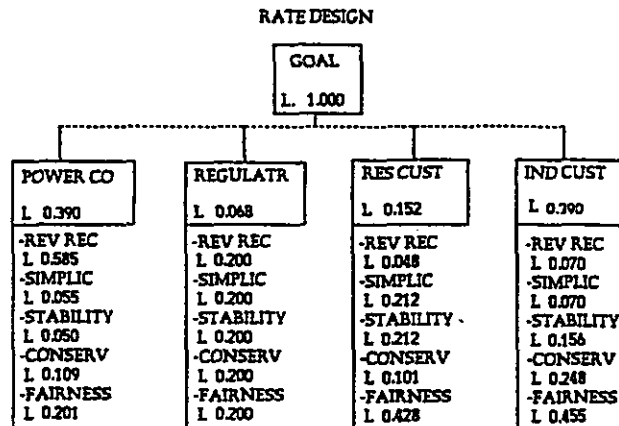 RATE DESIGN
GOAL
L. 1.000
POWER CO
L 0.390
-REV REC
L 0.585
-SIMPLIC
L 0.055
-STABILITY
L 0.050
-CONSERV
L 0.109
-FAIRNESS
L 0.201
REGULATR
L 0.068
-REV REC
L 0.200
-SIMPLIC
L 0.200
-STABILITY
L 0.200
-CONSERV
L 0.200
-FAIRNESS
L 0.200
RES CUST
L 0.152
-REV REC
L 0.048
-SIMPLIC
L 0.212
-STABILITY
L 0.212
-CONSERV
L 0.101
-FAIRNESS
L 0.428
IND CUST
L 0.390
-REV REC
L 0.070
-SIMPLIC
L 0.070
-STABILITY
L 0.156
-CONSERV
L 0.248
-FAIRNESS
L 0.455